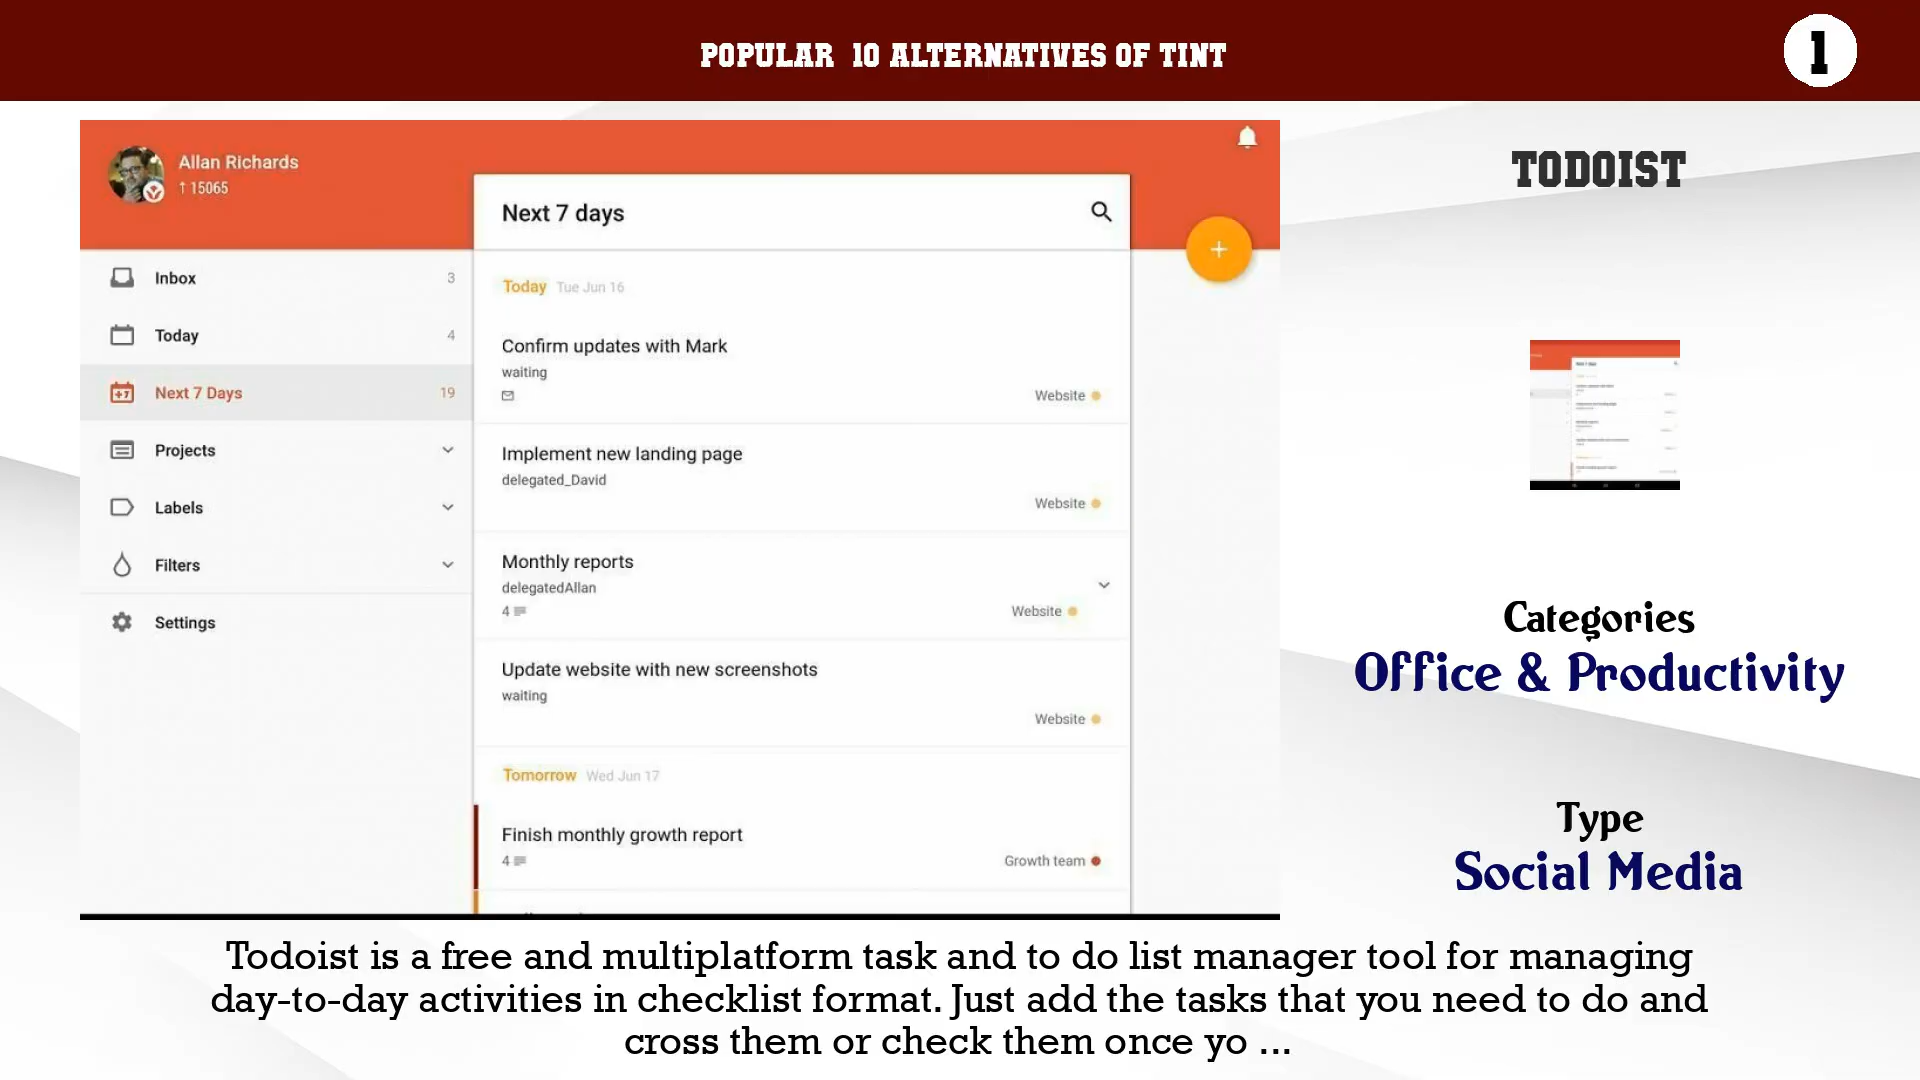 POPULAR 10 ALTERNATIVES OF TINT
1
Allan Richards
↑ 15065
Inbox 3
Today 4
Next 7 Days 19
Projects
Labels
Filters
Settings
Next 7 days
Today Tue Jun 16
Confirm updates with Mark
waiting
Website
Implement new landing page
delegated_David
Website
Monthly reports
delegatedAllan
4
Website
Update website with new screenshots
waiting
Website
Tomorrow Wed Jun 17
Finish monthly growth report
4
Growth team
TODOIST
Categories
Office & Productivity
Type
Social Media
Todoist is a free and multiplatform task and to do list manager tool for managing
day-to-day activities in checklist format. Just add the tasks that you need to do and
cross them or check them once yo ...